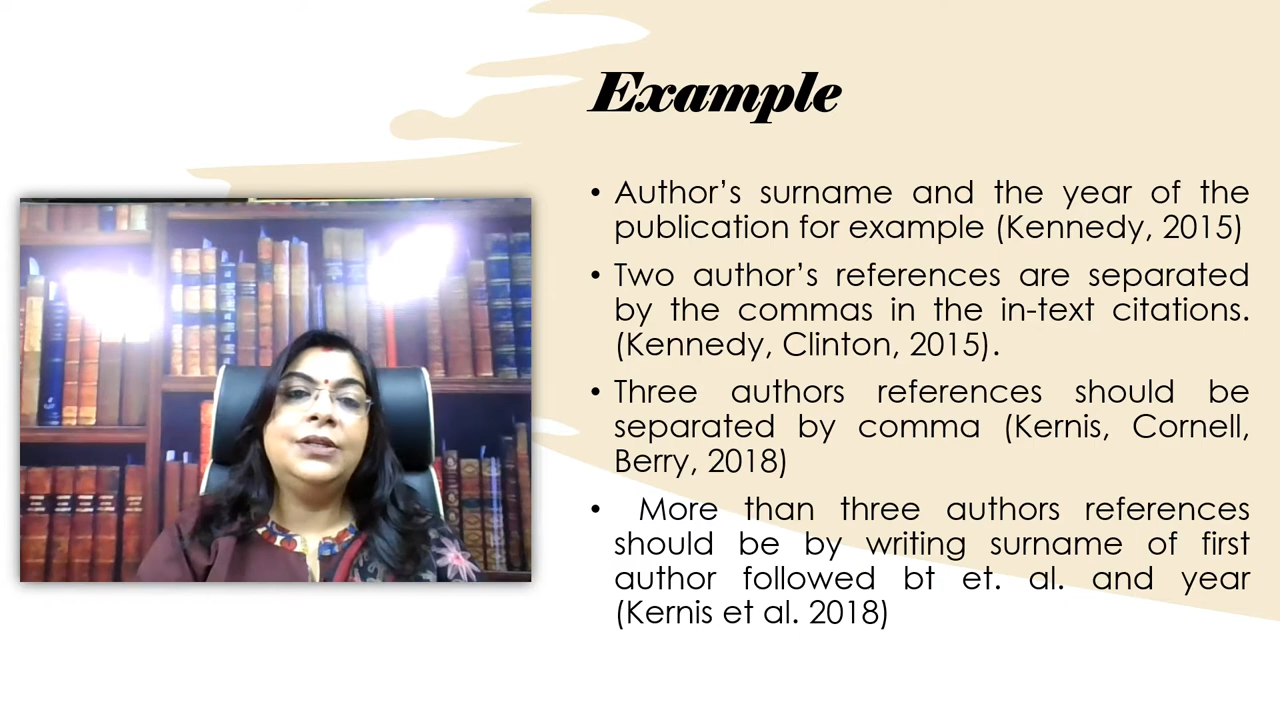 Example
• Author’s surname and the year of the
publication for example (Kennedy, 2015)
• Two author’s references are separated
by the commas in the in-text citations.
(Kennedy, Clinton, 2015).
• Three authors references should be
separated by comma (Kernis, Cornell,
Berry, 2018)
• More than three authors references
should be by writing surname of first
author followed bt et. al. and year
(Kernis et al. 2018)